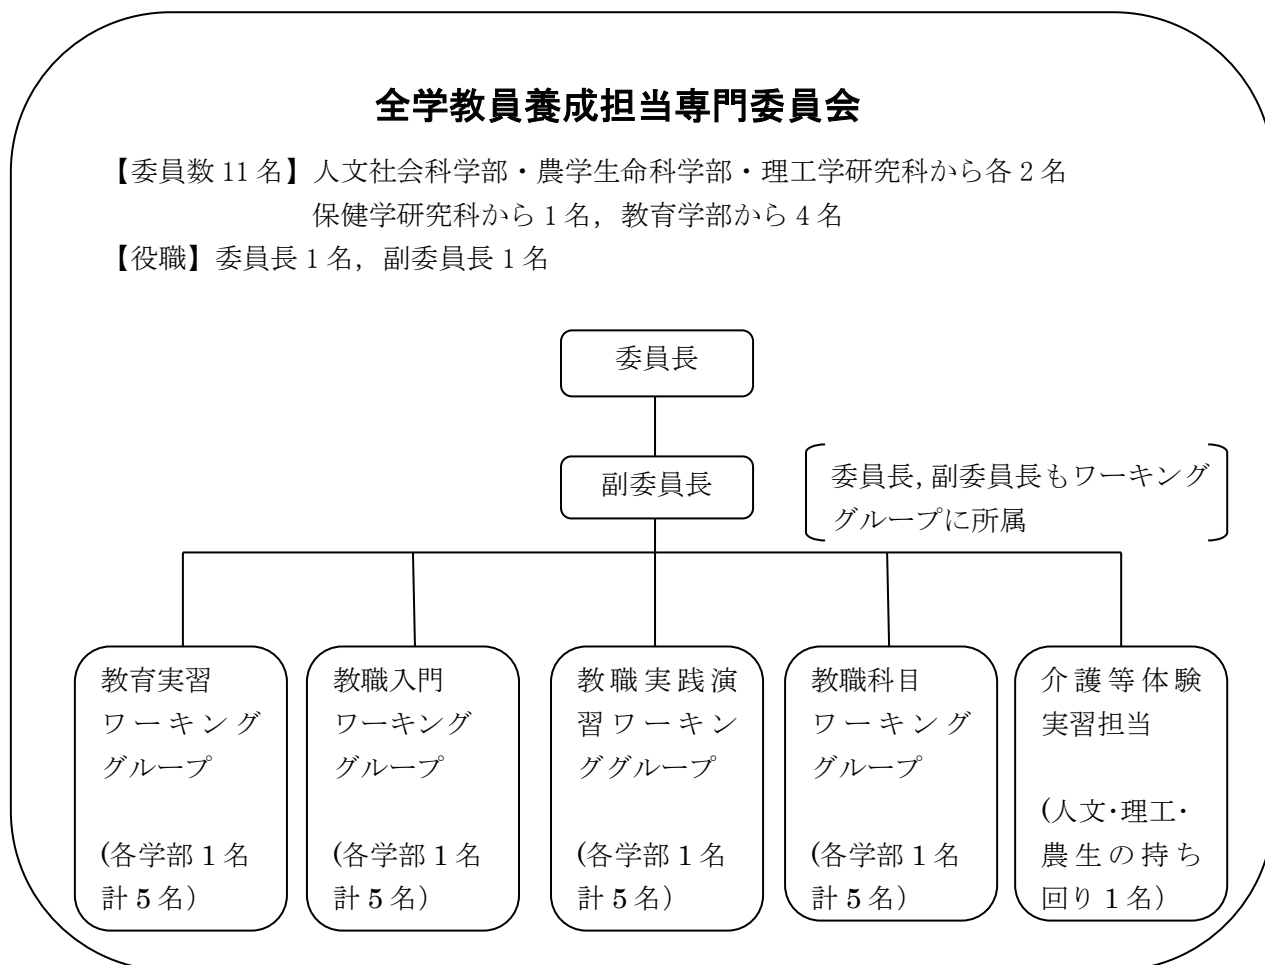 全学教員養成担当専門委員会
【委員数 11 名】人文社会科学部・農学生命科学部・理工学研究科から各 2 名
保健学研究科から 1 名，教育学部から 4 名
【役職】委員長 1 名，副委員長 1 名
委員長
副委員長
委員長, 副委員長もワーキング
グループに所属
教育実習
ワーキング
グループ
(各学部 1 名
計 5 名）
教職入門
ワーキング
グループ
(各学部 1 名
計 5 名）
教職実践演
習ワーキン
ググループ
(各学部 1 名
計 5 名）
教職科目
ワーキング
グループ
(各学部 1 名
計 5 名）
介護等体験
実習担当
(人文・理工・
農生の持ち
回り 1 名）